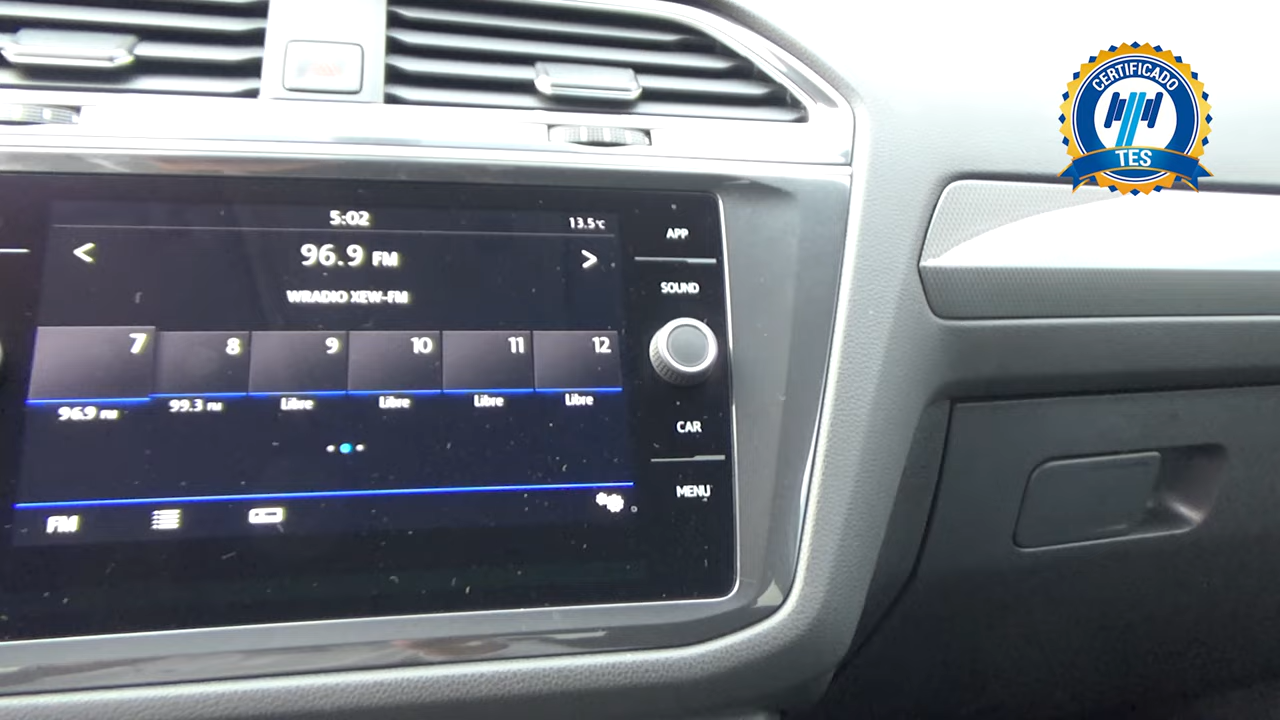 CERTIFICADO
TES
5:02
13.5°C
APP
<
96.9 FM
>
SOUND
WRADIO XEW-FM
7
8
9
10
11
12
96.9 FM
99.3 FM
Libre
Libre
Libre
Libre
CAR
MENU
FM